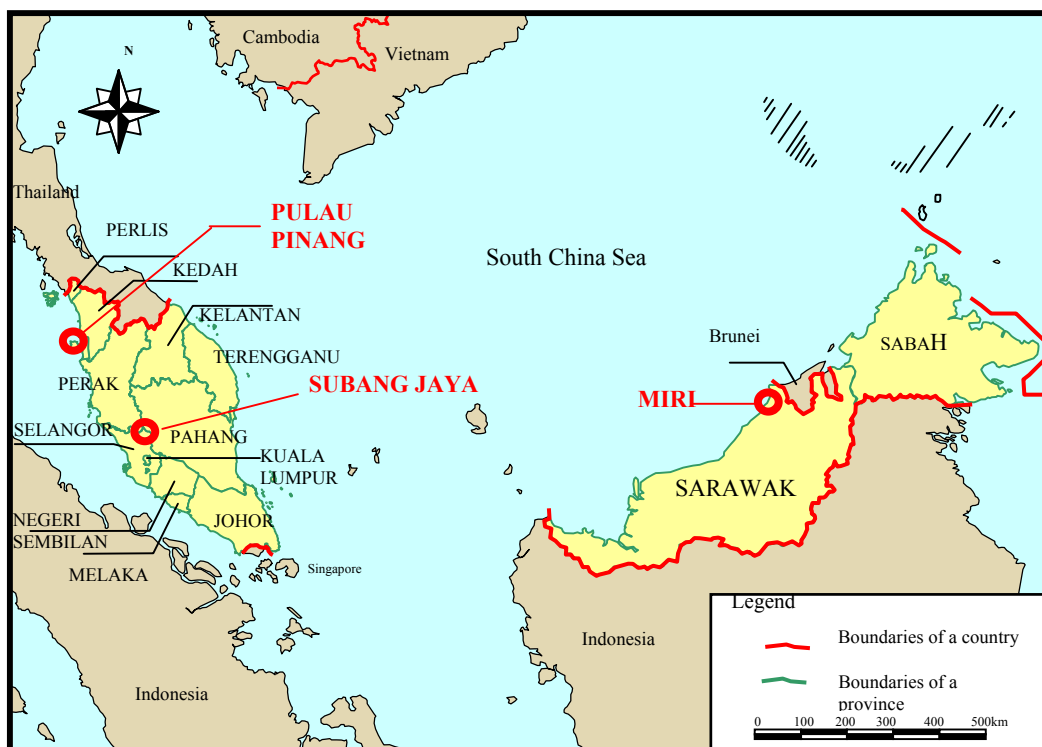 Cambodia
Vietnam
N
Thailand
PULAU
PINANG
PERLIS
South China Sea
KEDAH
KELANTAN
Brunei
SABAH
TERENGGANU
PERAK
SUBANG JAYA
MIRI
SELANGOR
PAHANG
KUALA
LUMPUR
SARAWAK
NEGERI
SEMBILAN
JOHOR
MELAKA
Singapore
Indonesia
Indonesia
Legend
Boundaries of a country
Boundaries of a
province
0 100 200 300 400 500km